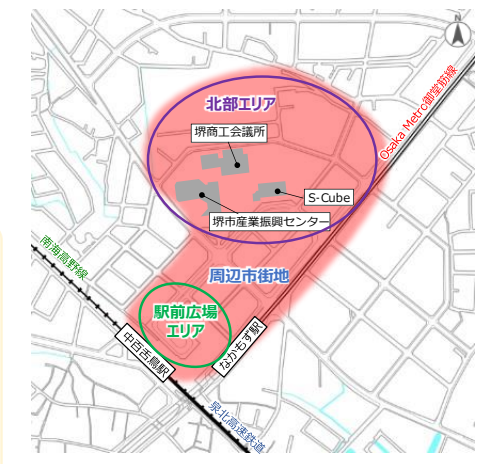 N
北部エリア
堺商工会議所
Osaka Metro御堂筋線
S-Cube
堺市産業振興センター
南海高野線
周辺市街地
駅前広場
エリア
中百舌鳥駅
なかもず駅
泉北高速鉄道